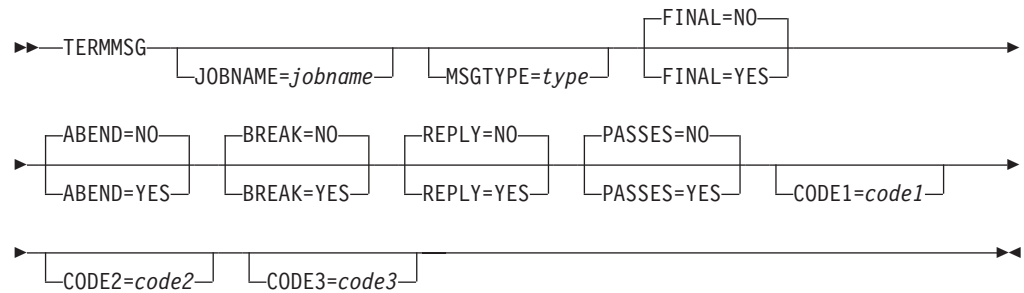 FINAL=NO
TERMMSG
JOBNAME=jobname
MSGTYPE=type
FINAL=YES
ABEND=NO
BREAK=NO
REPLY=NO
PASSES=NO
ABEND=YES
BREAK=YES
REPLY=YES
PASSES=YES
CODE1=code1
CODE2=code2
CODE3=code3